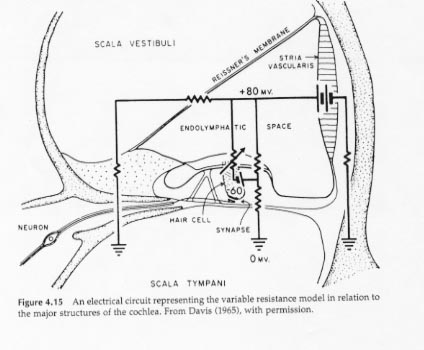 SCALA VESTIBULI
REISSNER'S MEMBRANE
STRIA
VASCULARIS
+80 MV.
ENDOLYMPHATIC SPACE
-60
HAIR CELL
SYNAPSE
NEURON
0 MV.
SCALA TYMPANI
Figure 4.15 An electrical circuit representing the variable resistance model in relation to
the major structures of the cochlea. From Davis (1965), with permission.